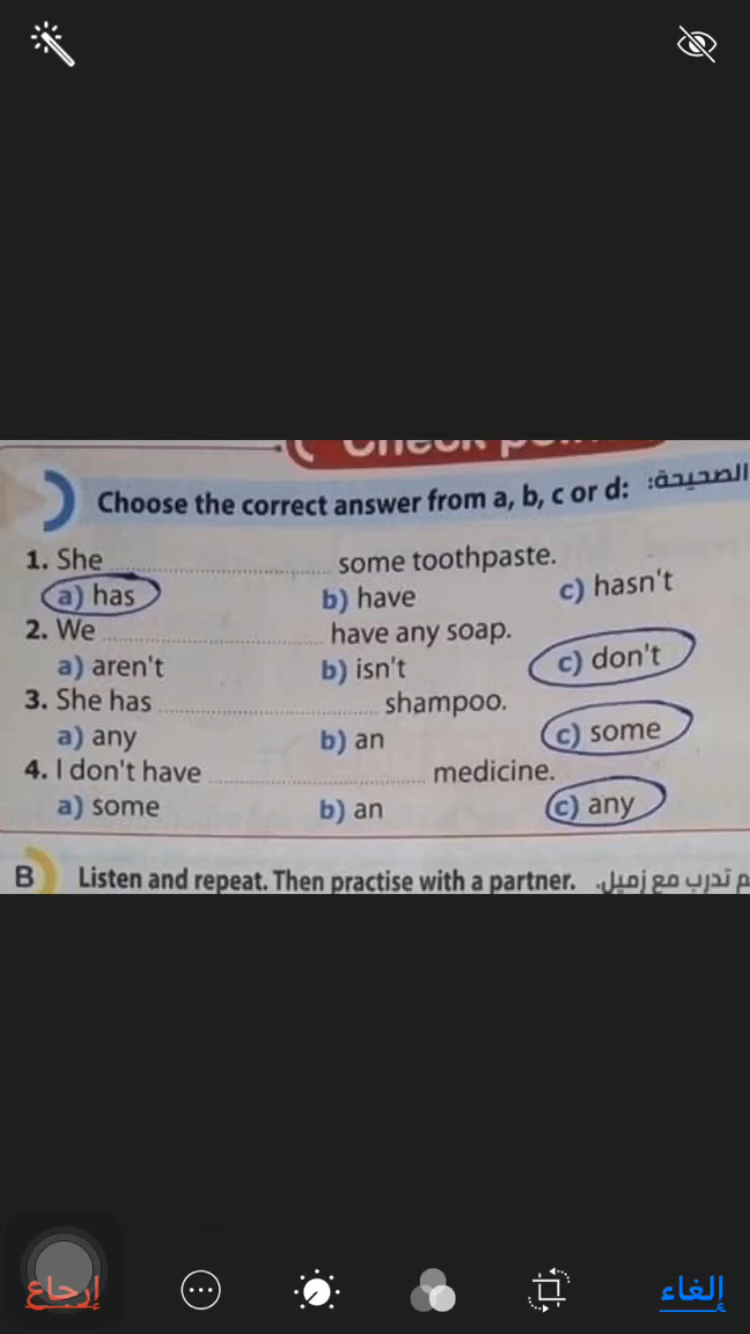 Check
Choose the correct answer from a, b, c or d: الصحيحة:
1. She .............................. some toothpaste.
a) has b) have c) hasn't
2. We .............................. have any soap.
a) aren't b) isn't c) don't
3. She has .............................. shampoo.
a) any b) an c) some
4. I don't have .............................. medicine.
a) some b) an c) any
B Listen and repeat. Then practise with a partner. تدرب مع زميل.
إرجاع إلغاء